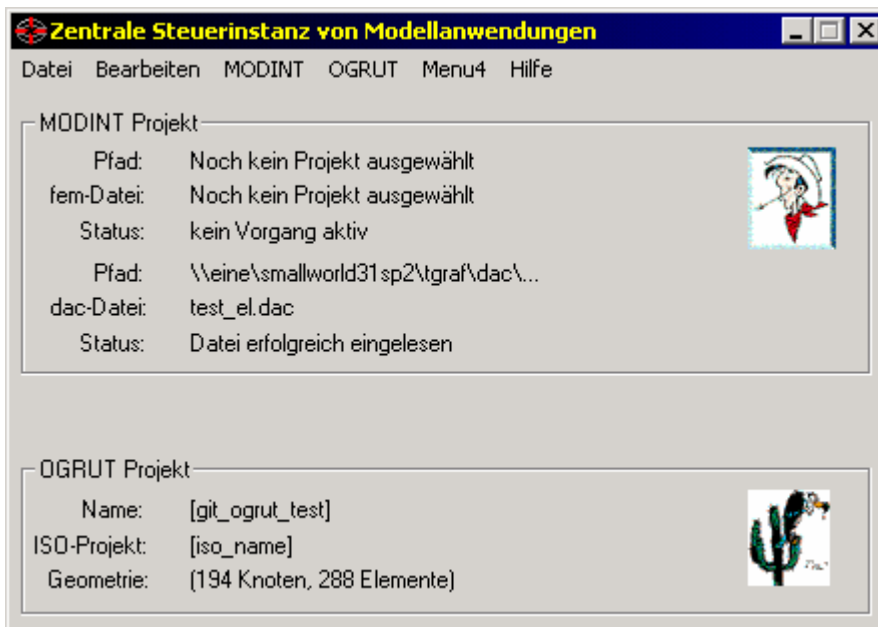 Zentrale Steuerinstanz von Modellanwendungen
Datei Bearbeiten MODINT OGRUT Menu4 Hilfe
MODINT Projekt
Pfad: Noch kein Projekt ausgewählt
fem-Datei: Noch kein Projekt ausgewählt
Status: kein Vorgang aktiv
Pfad: \\eine\smallworld31sp2\tgraf\dac\...
dac-Datei: test_el.dac
Status: Datei erfolgreich eingelesen
OGRUT Projekt
Name: [git_ogrut_test]
ISO-Projekt: [iso_name]
Geometrie: (194 Knoten, 288 Elemente)